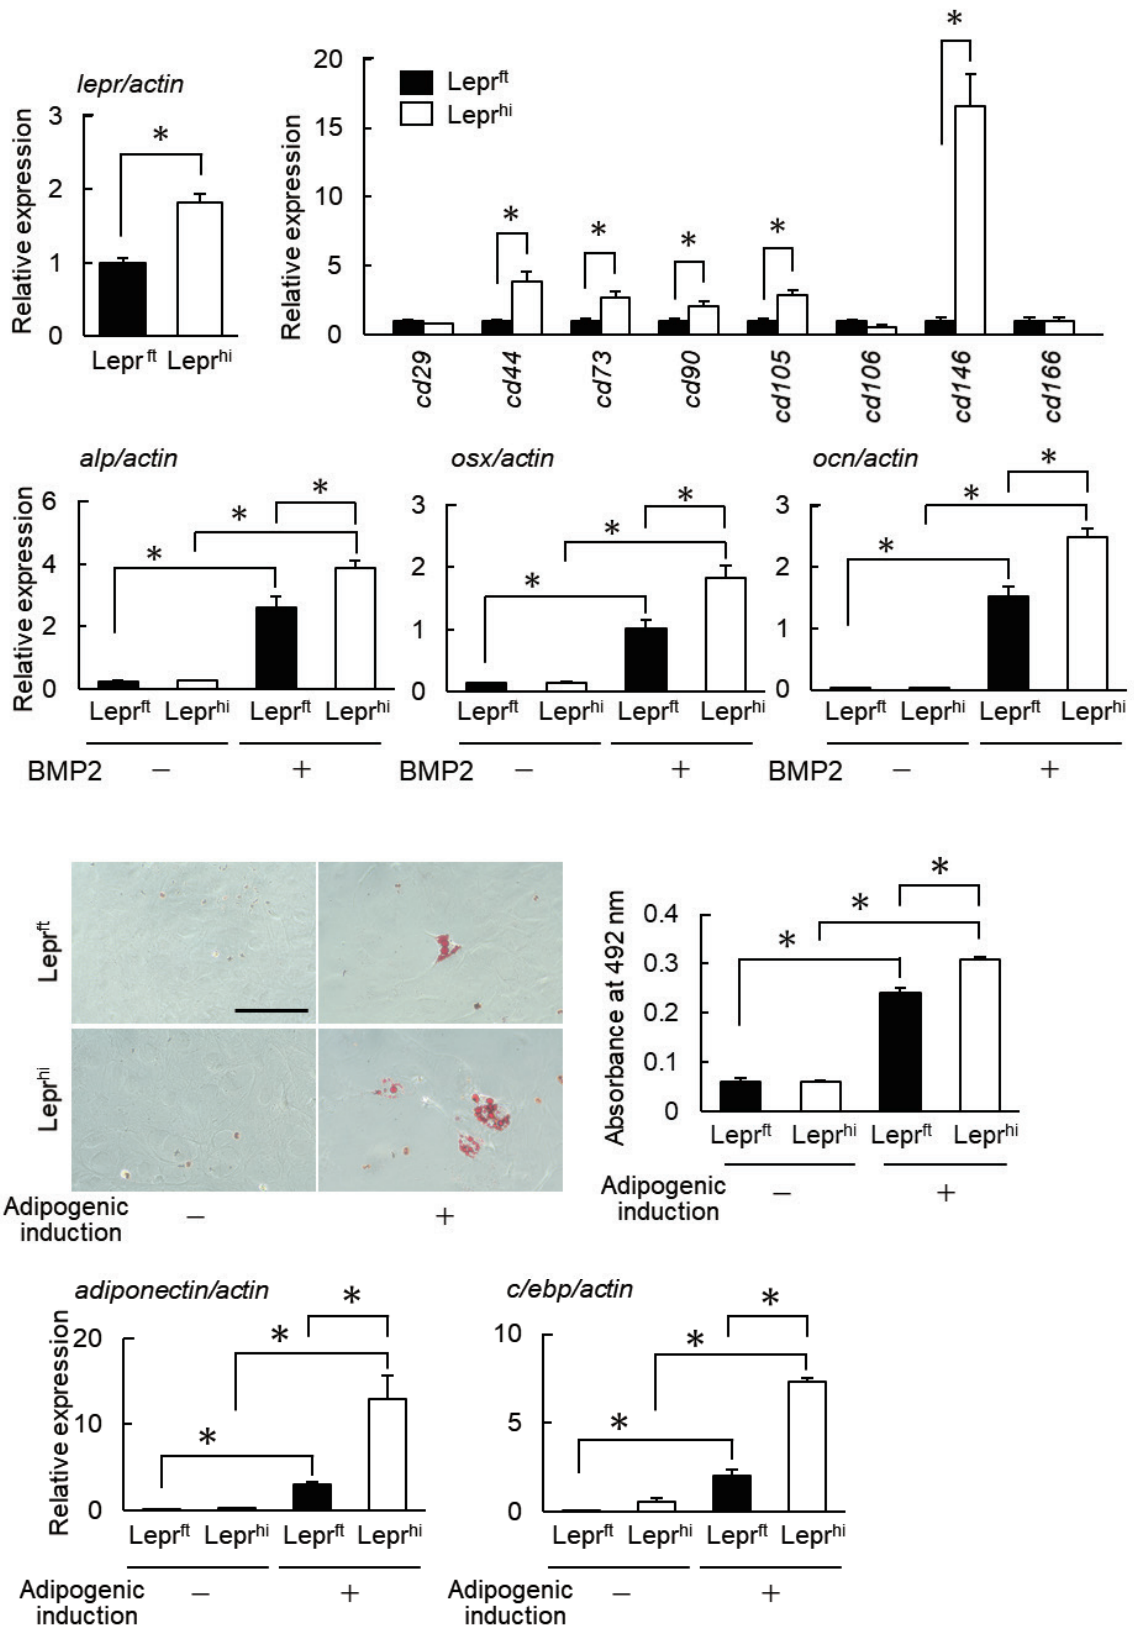 lepr/actin
Relative expression
3
2
1
0
Lepr^ft Lepr^hi
*
Relative expression
20
15
10
5
0
Lepr^ft
Lepr^hi
* * * * *
cd29 cd44 cd73 cd90 cd105 cd106 cd146 cd166
alp/actin
Relative expression
6
4
2
0
* * *
Lepr^ft Lepr^hi Lepr^ft Lepr^hi
BMP2 − +
osx/actin
3
2
1
0
* * *
Lepr^ft Lepr^hi Lepr^ft Lepr^hi
BMP2 − +
ocn/actin
3
2
1
0
* * *
Lepr^ft Lepr^hi Lepr^ft Lepr^hi
BMP2 − +
Lepr^ft
Lepr^hi
Adipogenic
induction
− +
Absorbance at 492 nm
0.4
0.3
0.2
0.1
0
* * *
Lepr^ft Lepr^hi Lepr^ft Lepr^hi
Adipogenic
induction
− +
adiponectin/actin
Relative expression
20
10
0
* * *
Lepr^ft Lepr^hi Lepr^ft Lepr^hi
Adipogenic
induction
− +
c/ebp/actin
10
5
0
* * *
Lepr^ft Lepr^hi Lepr^ft Lepr^hi
Adipogenic
induction
− +